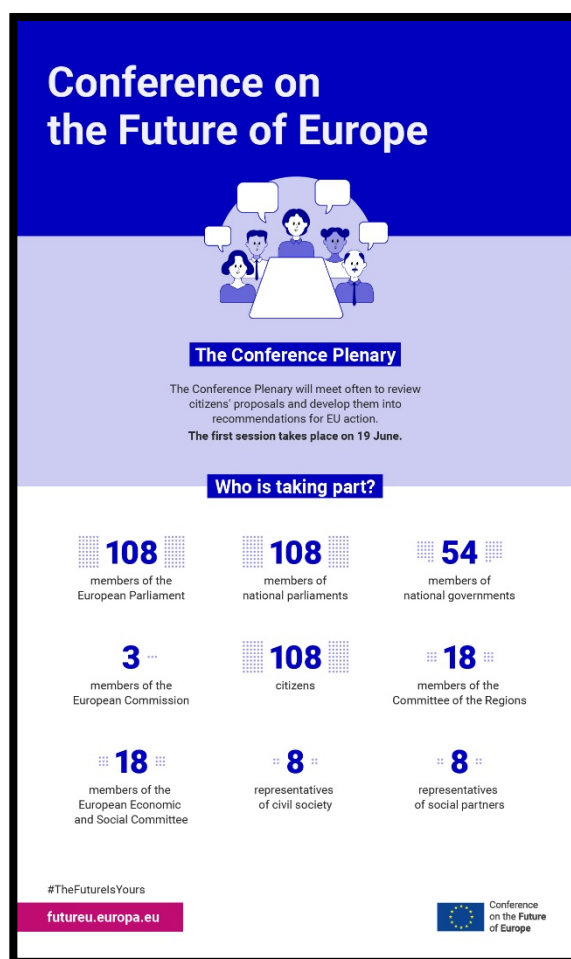 Conference on
the Future of Europe
The Conference Plenary
The Conference Plenary will meet often to review
citizens' proposals and develop them into
recommendations for EU action.
The first session takes place on 19 June.
Who is taking part?
108
members of the
European Parliament
108
members of
national parliaments
54
members of
national governments
3
members of the
European Commission
108
citizens
18
members of the
Committee of the Regions
18
members of the
European Economic
and Social Committee
8
representatives
of civil society
8
representatives
of social partners
#TheFutureIsYours
futureu.europa.eu
Conference
on the Future
of Europe